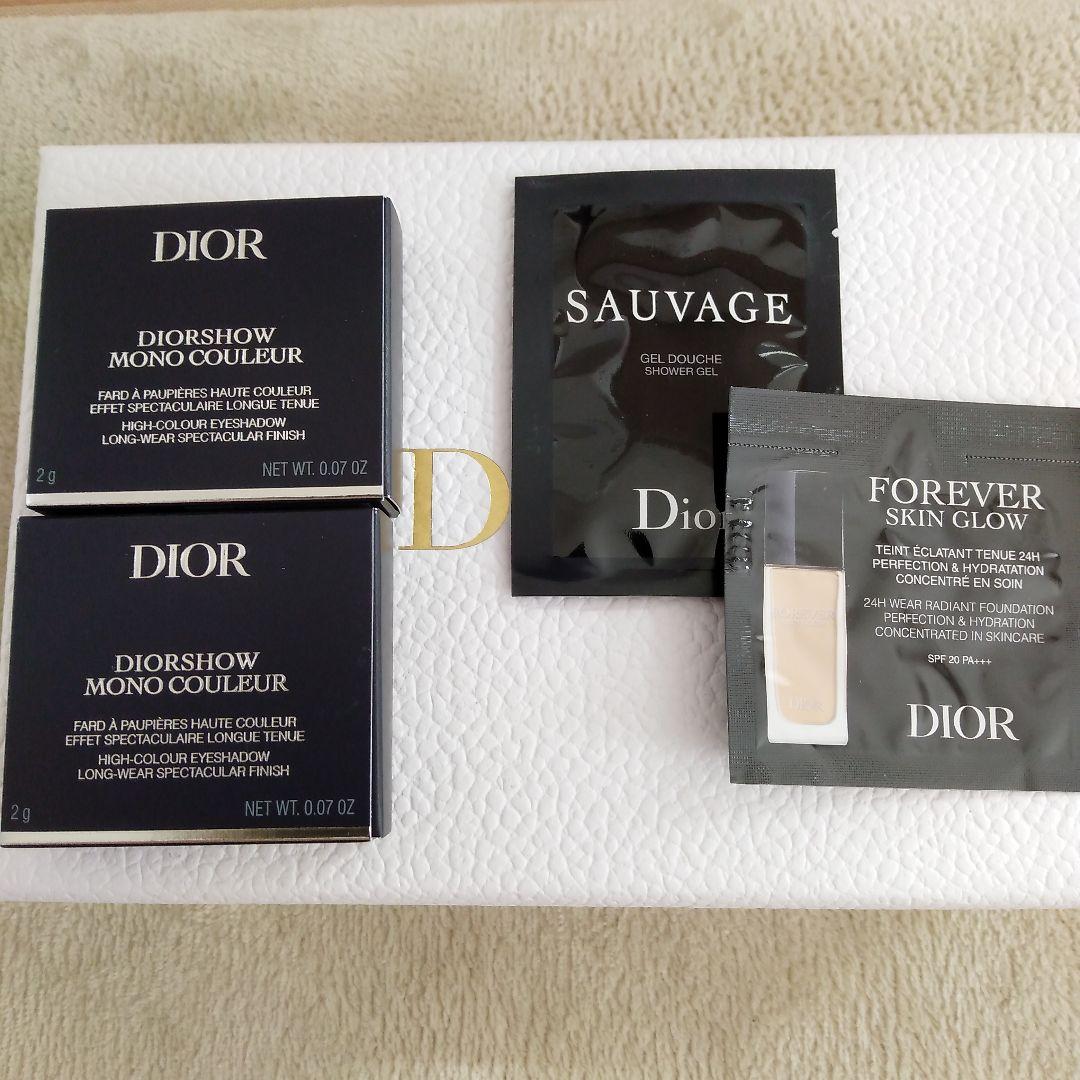 DIOR
DIORSHOW
MONO COULEUR
FARD À PAUPIÈRES HAUTE COULEUR
EFFET SPECTACULAIRE LONGUE TENUE
HIGH-COLOUR EYESHADOW
LONG-WEAR SPECTACULAR FINISH
2 g
NET WT. 0.07 OZ
DIOR
DIORSHOW
MONO COULEUR
FARD À PAUPIÈRES HAUTE COULEUR
EFFET SPECTACULAIRE LONGUE TENUE
HIGH-COLOUR EYESHADOW
LONG-WEAR SPECTACULAR FINISH
2 g
NET WT. 0.07 OZ
D
SAUVAGE
GEL DOUCHE
SHOWER GEL
Dior
FOREVER
SKIN GLOW
TEINT ÉCLATANT TENUE 24H
PERFECTION & HYDRATATION
CONCENTRÉ EN SOIN
24H WEAR RADIANT FOUNDATION
PERFECTION & HYDRATION
CONCENTRATED IN SKINCARE
SPF 20 PA+++
DIOR
DIOR